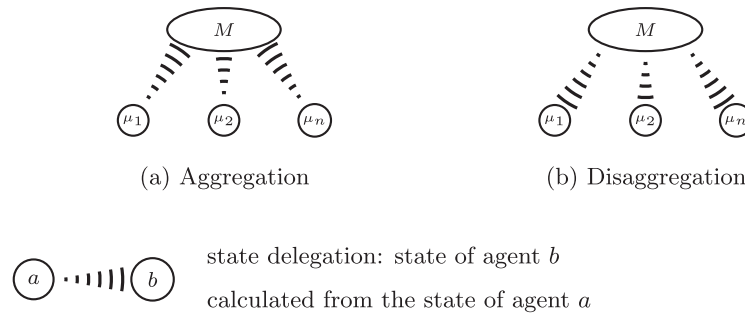 M
M
μ1
μ2
μn
μ1
μ2
μn
(a) Aggregation
(b) Disaggregation
state delegation: state of agent b
a
b
calculated from the state of agent a